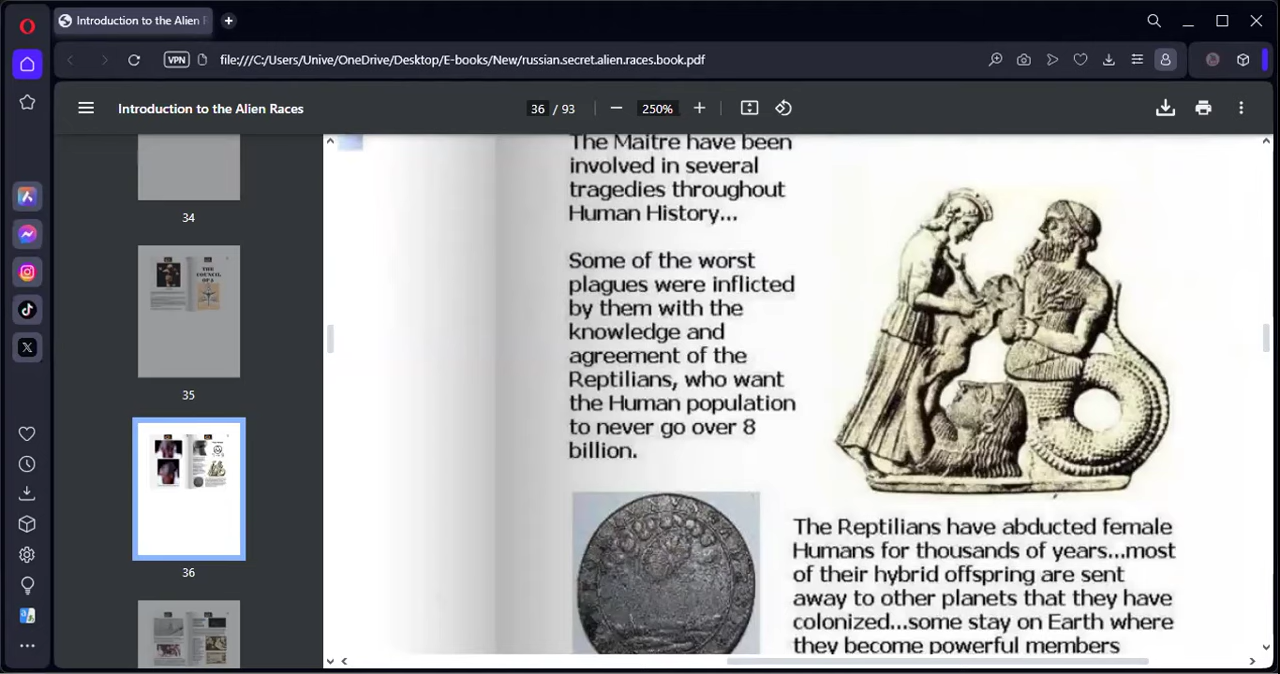 Introduction to the Alien R
VPN
file:///C:/Users/Unive/OneDrive/Desktop/E-books/New/russian.secret.alien.races.book.pdf
Introduction to the Alien Races
36 / 93
250%
34
THE COUNCIL OF 5
35
36
The Maitre have been
involved in several
tragedies throughout
Human History...
Some of the worst
plagues were inflicted
by them with the
knowledge and
agreement of the
Reptilians, who want
the Human population
to never go over 8
billion.
The Reptilians have abducted female
Humans for thousands of years...most
of their hybrid offspring are sent
away to other planets that they have
colonized...some stay on Earth where
they become powerful members